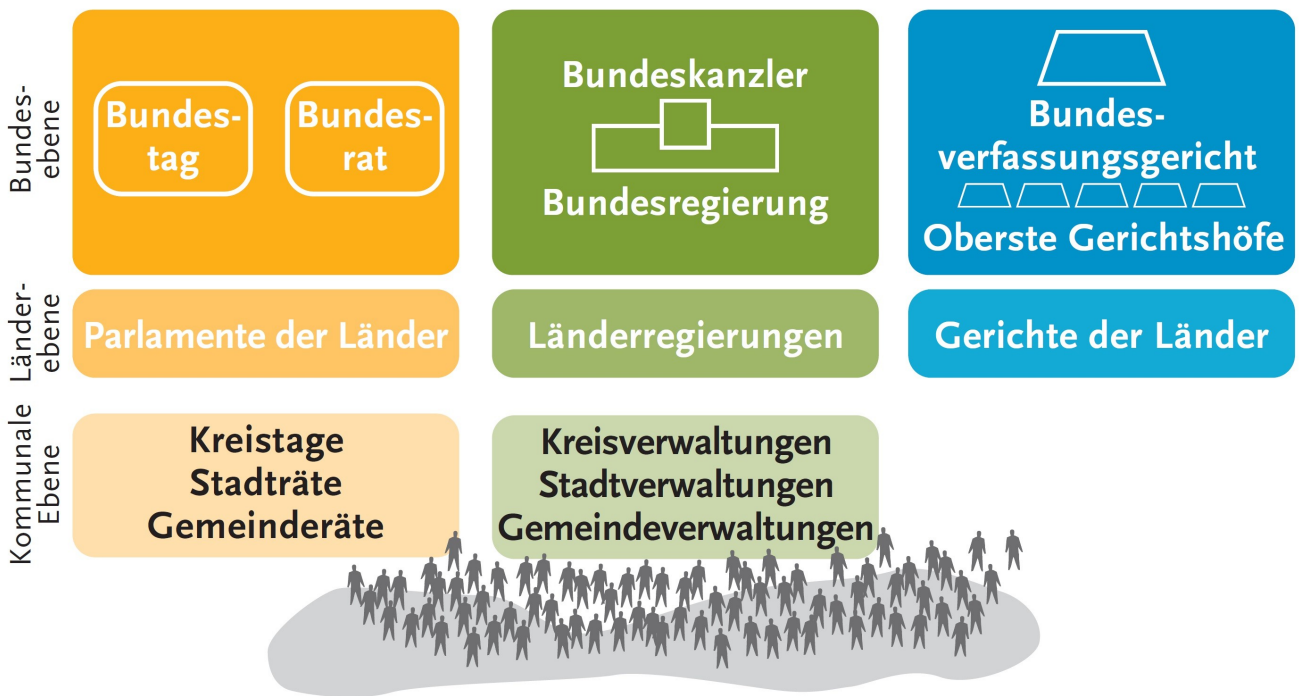 Bundes-
ebene
Bundes-
tag
Bundes-
rat
Bundeskanzler
Bundesregierung
Bundes-
verfassungsgericht
Oberste Gerichtshöfe
Länder-
ebene
Parlamente der Länder
Länderregierungen
Gerichte der Länder
Kommunale
Ebene
Kreistage
Stadträte
Gemeinderäte
Kreisverwaltungen
Stadtverwaltungen
Gemeindeverwaltungen